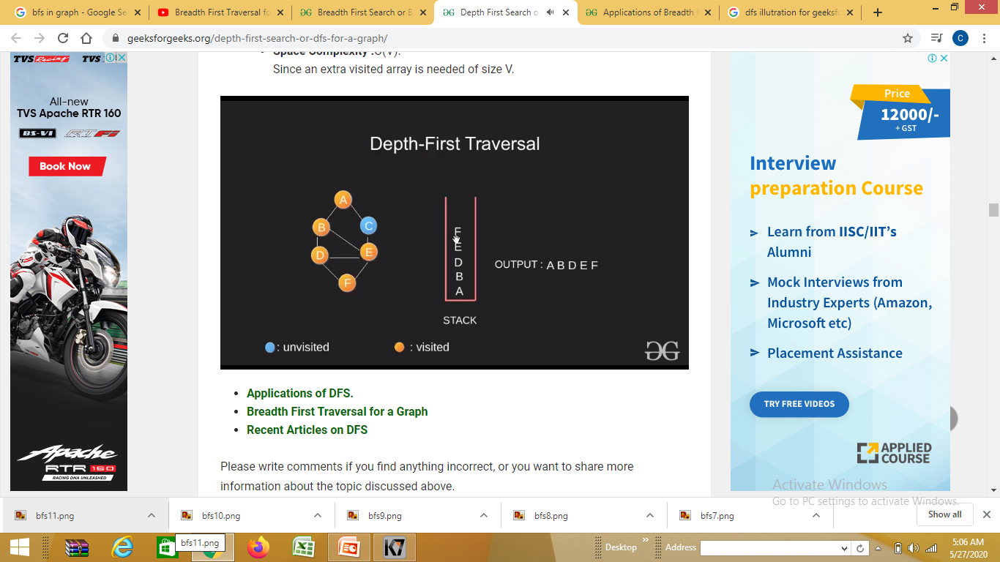 bfs in graph - Google Se
Breadth First Traversal fo
Breadth First Search or B
Depth First Search or
Applications of Breadth
dfs illutration for geeksfo
geeksforgeeks.org/depth-first-search-or-dfs-for-a-graph/
C
TVS Racing TVS
All-new
TVS Apache RTR 160
BS-VI RT-Fi
Book Now
Apache
RTR 160
RACING DNA UNLEASHED
Space Complexity :O(V).
Since an extra visited array is needed of size V.
Depth-First Traversal
A
B
C
D
E
F
F
E
D
B
A
STACK
OUTPUT : A B D E F
: unvisited
: visited
Applications of DFS.
Breadth First Traversal for a Graph
Recent Articles on DFS
Please write comments if you find anything incorrect, or you want to share more
information about the topic discussed above.
Price
12000/-
+ GST
Interview
preparation Course
Learn from IISC/IIT's
Alumni
Mock Interviews from
Industry Experts (Amazon,
Microsoft etc)
Placement Assistance
TRY FREE VIDEOS
APPLIED
COURSE
Activate Windows
Go to PC settings to activate Windows.
bfs11.png
bfs10.png
bfs9.png
bfs8.png
bfs7.png
Show all
bfs11.png
Desktop
Address
5:06 AM
5/27/2020